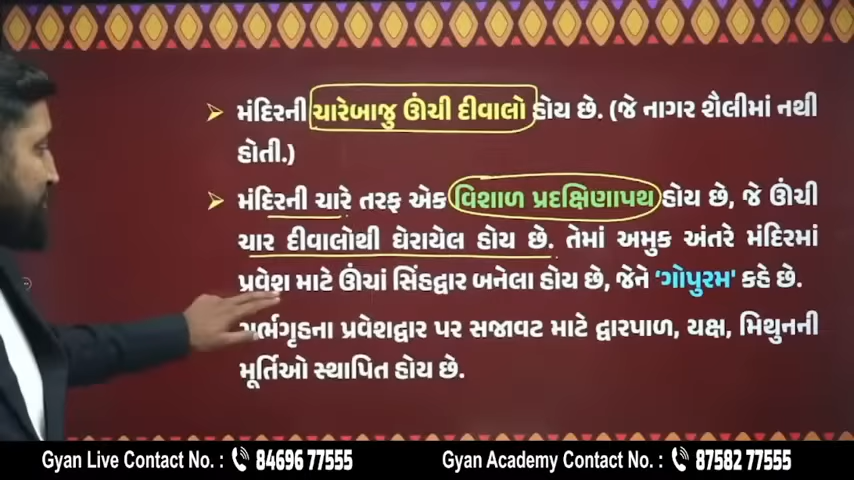 મંદિરની ચારેબાજુ ઊંચી દીવાલો હોય છે. (જે નાગર શૈલીમાં નથી
હોતી.)
મંદિરની ચારે તરફ એક વિશાળ પ્રદક્ષિણાપથ હોય છે, જે ઊંચી
ચાર દીવાલોથી ઘેરાયેલ હોય છે. તેમાં અમુક અંતરે મંદિરમાં
પ્રવેશ માટે ઊંચાં સિંહદ્વાર બનેલા હોય છે, જેને 'ગોપુરમ' કહે છે.
ગર્ભગૃહના પ્રવેશદ્વાર પર સજાવટ માટે દ્વારપાળ, યક્ષ, મિથુનની
મૂર્તિઓ સ્થાપિત હોય છે.
Gyan Live Contact No. : 84696 77555
Gyan Academy Contact No. : 87582 77555